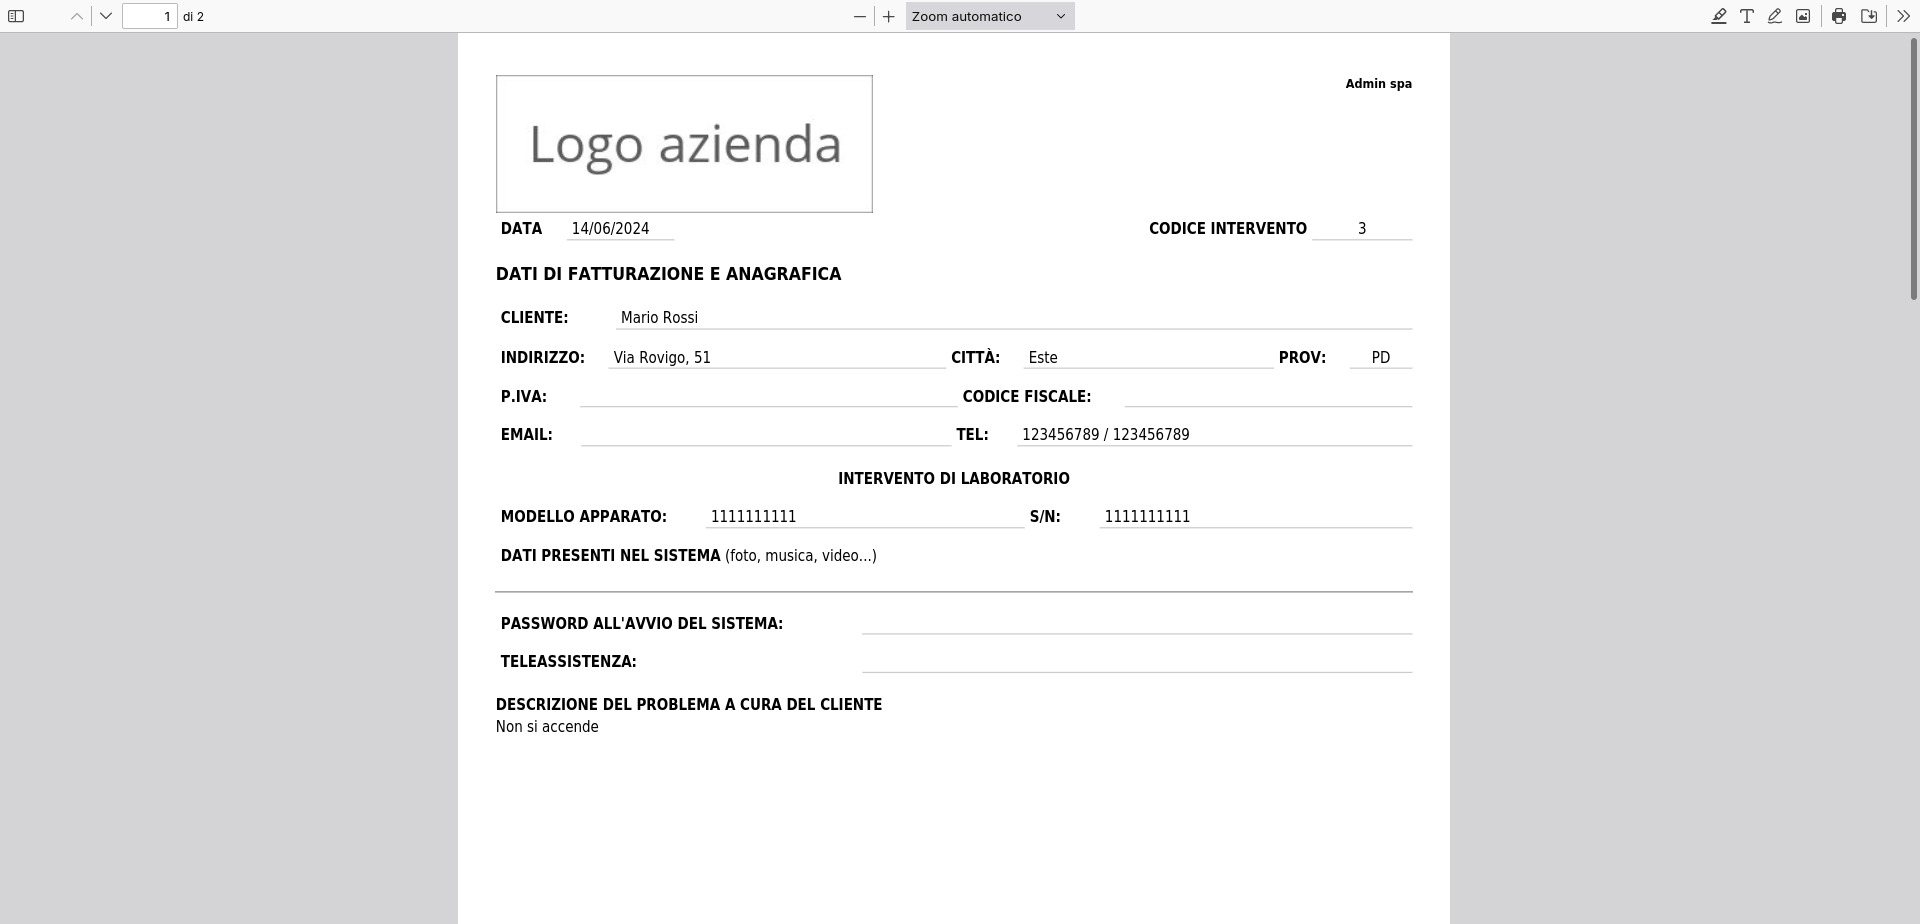 1 di 2 Zoom automatico
Admin spa
Logo azienda
DATA 14/06/2024 CODICE INTERVENTO 3
DATI DI FATTURAZIONE E ANAGRAFICA
CLIENTE: Mario Rossi
INDIRIZZO: Via Rovigo, 51 CITTÀ: Este PROV: PD
P.IVA: CODICE FISCALE:
EMAIL: TEL: 123456789 / 123456789
INTERVENTO DI LABORATORIO
MODELLO APPARATO: 1111111111 S/N: 1111111111
DATI PRESENTI NEL SISTEMA (foto, musica, video...)
PASSWORD ALL'AVVIO DEL SISTEMA:
TELEASSISTENZA:
DESCRIZIONE DEL PROBLEMA A CURA DEL CLIENTE
Non si accende